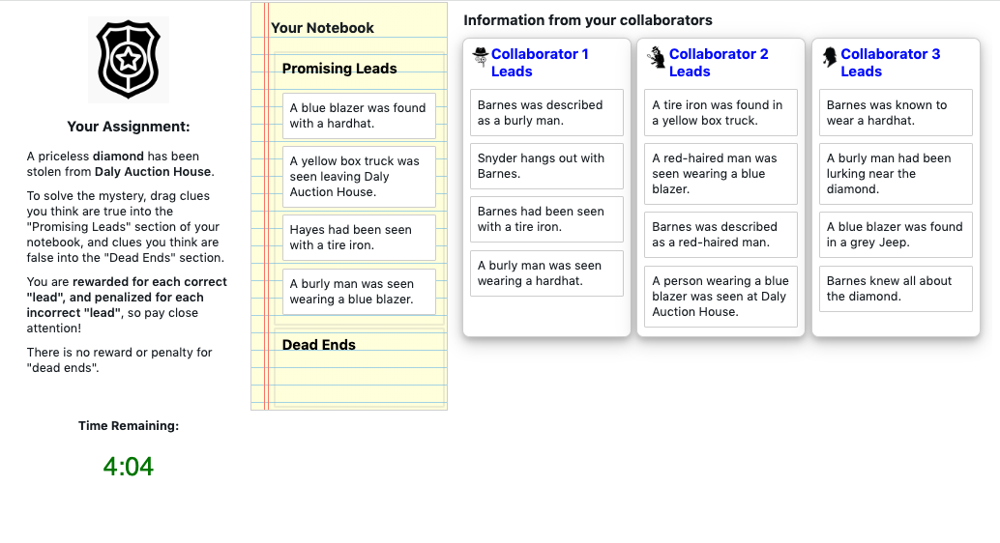 Your Assignment:
A priceless diamond has been
stolen from Daly Auction House.
To solve the mystery, drag clues
you think are true into the
"Promising Leads" section of your
notebook, and clues you think are
false into the "Dead Ends" section.
You are rewarded for each correct
"lead", and penalized for each
incorrect "lead", so pay close
attention!
There is no reward or penalty for
"dead ends".
Time Remaining:
4:04
Your Notebook
Promising Leads
A blue blazer was found
with a hardhat.
A yellow box truck was
seen leaving Daly
Auction House.
Hayes had been seen
with a tire iron.
A burly man was seen
wearing a blue blazer.
Dead Ends
Information from your collaborators
Collaborator 1
Leads
Barnes was described
as a burly man.
Snyder hangs out with
Barnes.
Barnes had been seen
with a tire iron.
A burly man was seen
wearing a hardhat.
Collaborator 2
Leads
A tire iron was found in
a yellow box truck.
A red-haired man was
seen wearing a blue
blazer.
Barnes was described
as a red-haired man.
A person wearing a blue
blazer was seen at Daly
Auction House.
Collaborator 3
Leads
Barnes was known to
wear a hardhat.
A burly man had been
lurking near the
diamond.
A blue blazer was found
in a grey Jeep.
Barnes knew all about
the diamond.